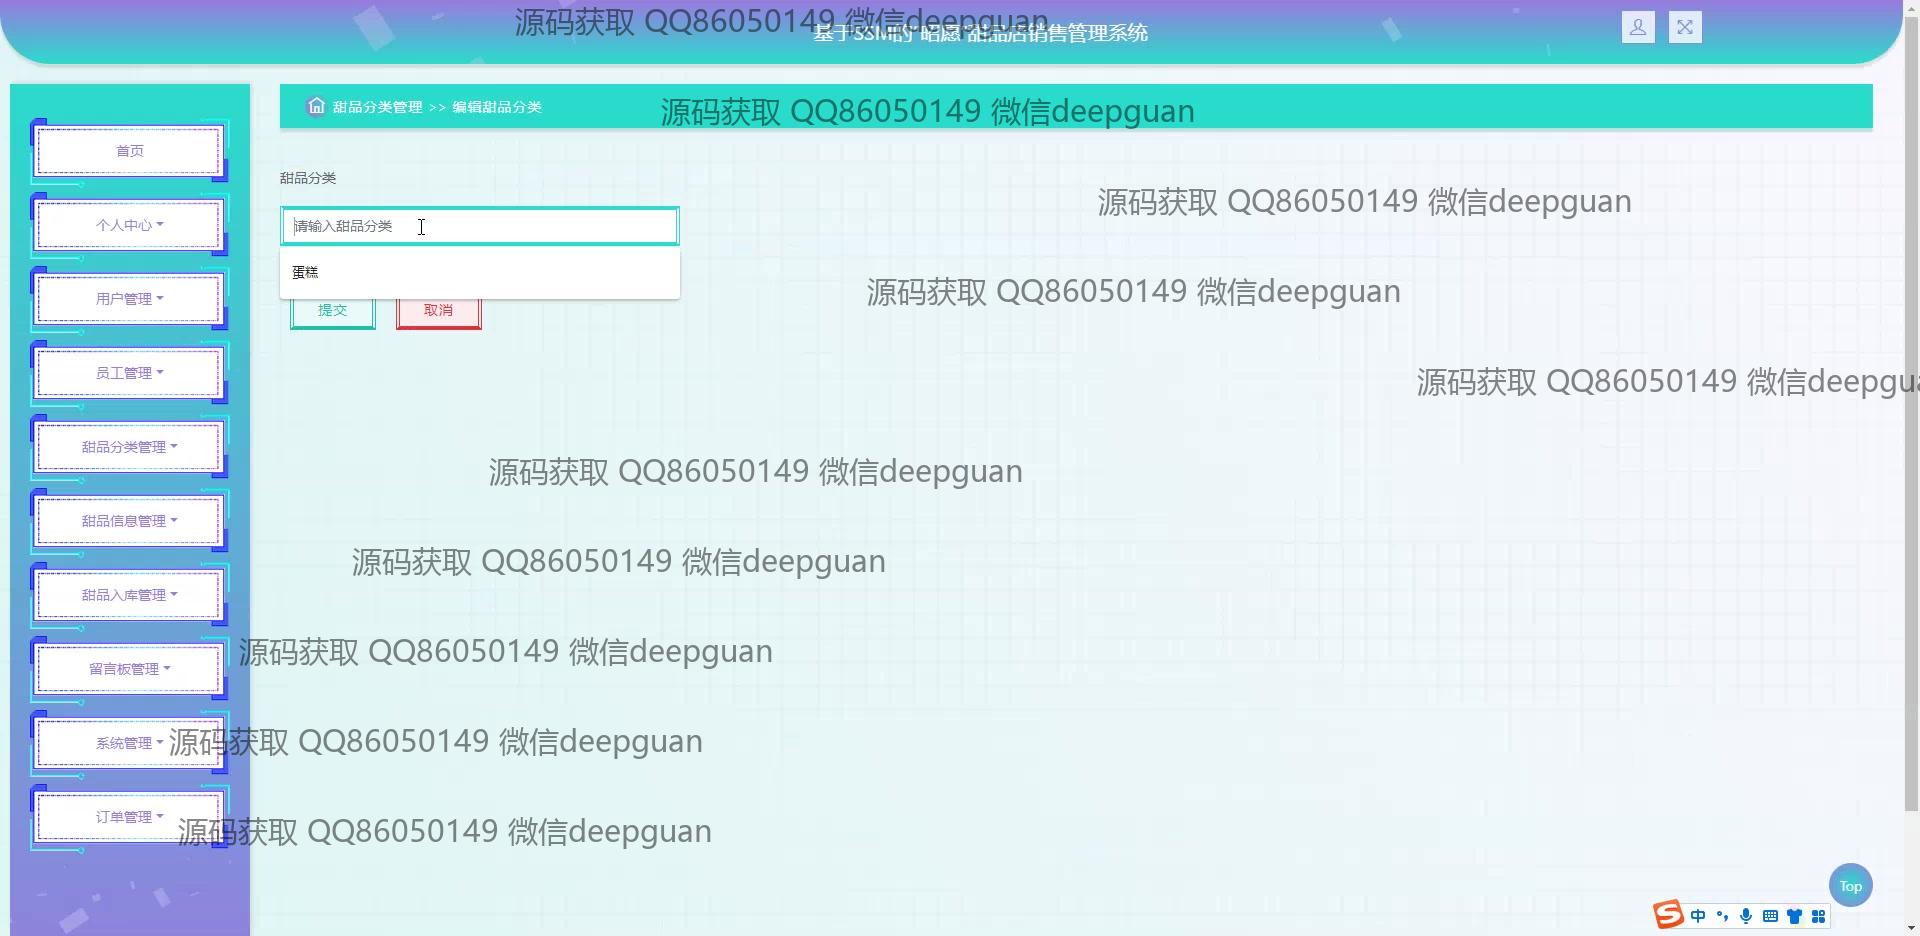 源码获取 QQ86050149 微信deepguan
基于SSM的“昭愿”甜品店销售管理系统
甜品分类管理 >> 编辑甜品分类
源码获取 QQ86050149 微信deepguan
首页
甜品分类
源码获取 QQ86050149 微信deepguan
个人中心
请输入甜品分类
蛋糕
源码获取 QQ86050149 微信deepguan
用户管理
提交
取消
员工管理
源码获取 QQ86050149 微信deepgua
甜品分类管理
源码获取 QQ86050149 微信deepguan
甜品信息管理
源码获取 QQ86050149 微信deepguan
甜品入库管理
源码获取 QQ86050149 微信deepguan
留言板管理
系统管理
源码获取 QQ86050149 微信deepguan
订单管理
源码获取 QQ86050149 微信deepguan
Top
中